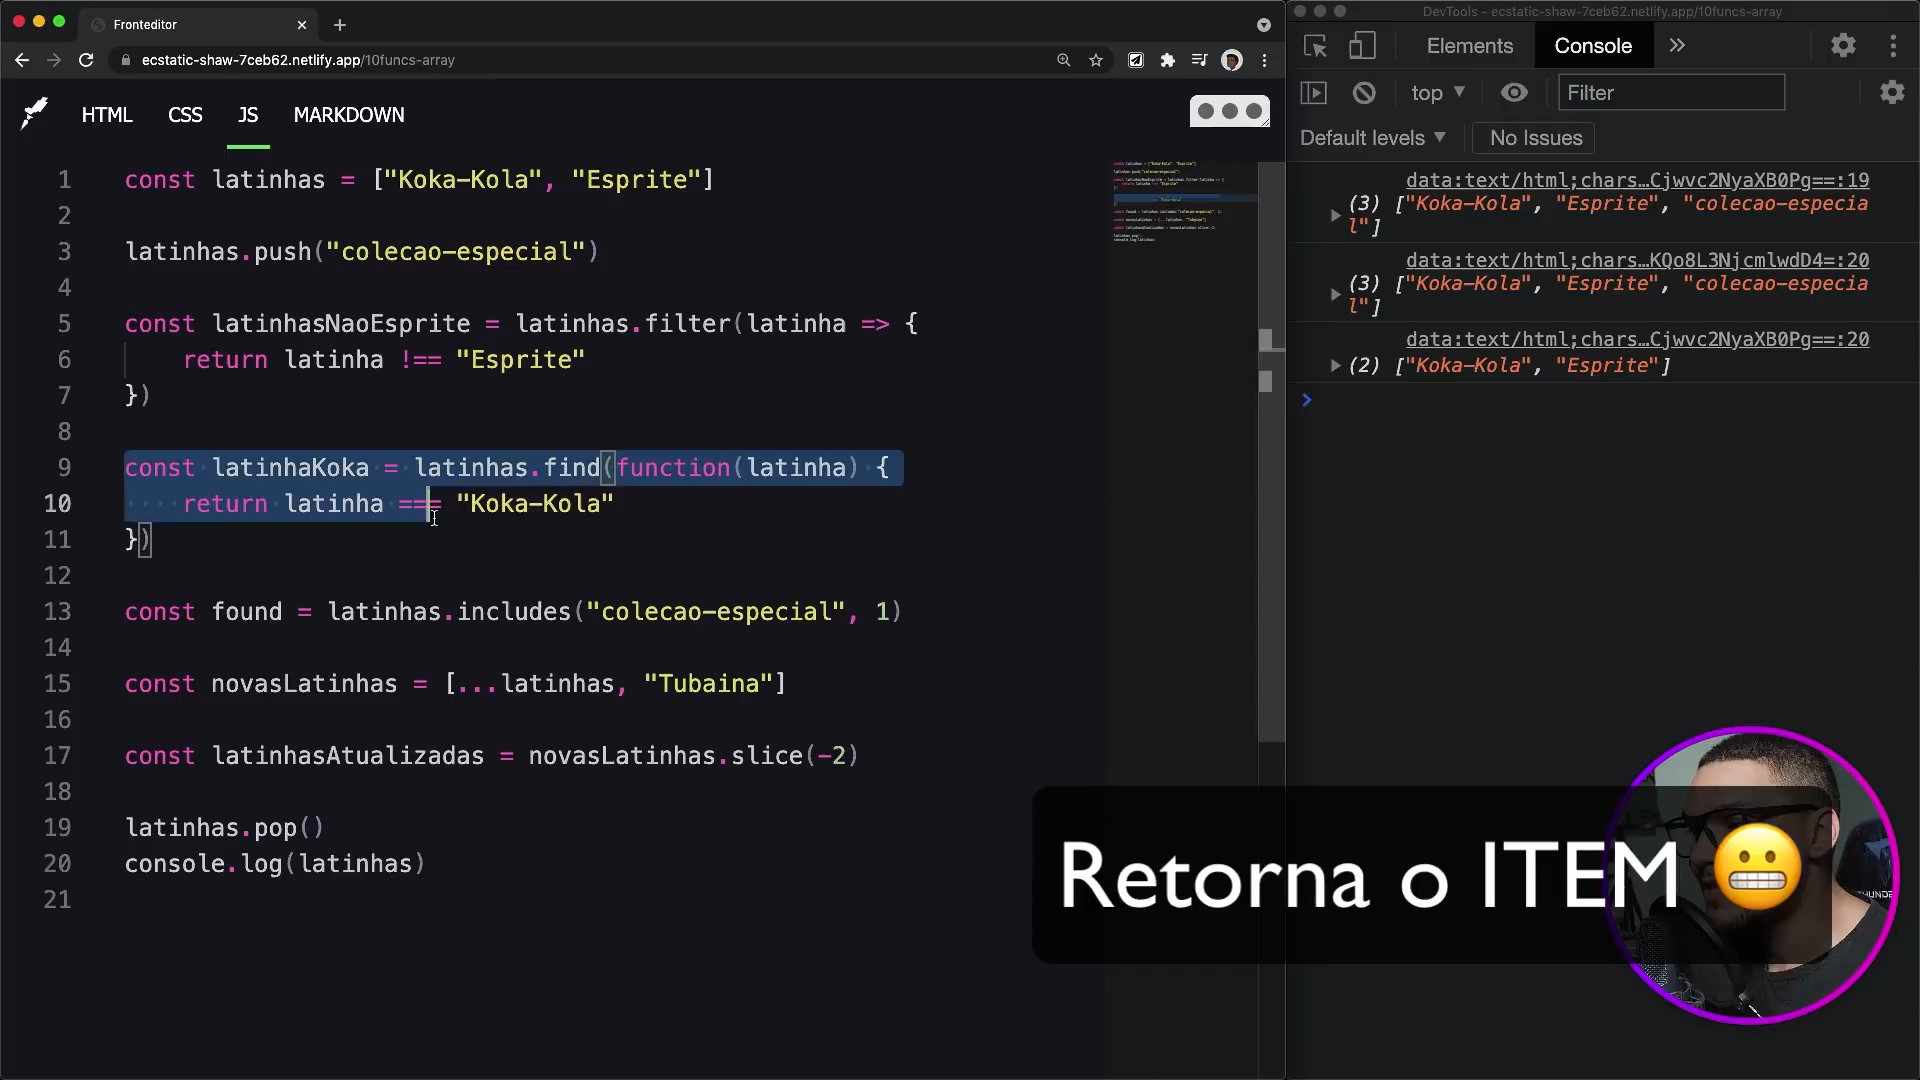 Fronteditor
ecstatic-shaw-7ceb62.netlify.app/10funcs-array
HTML CSS JS MARKDOWN
1 const latinhas = ["Koka-Kola", "Esprite"]
2
3 latinhas.push("colecao-especial")
4
5 const latinhasNaoEsprite = latinhas.filter(latinha => {
6 return latinha !== "Esprite"
7 })
8
9 const latinhaKoka = latinhas.find(function(latinha) {
10 return latinha === "Koka-Kola"
11 })
12
13 const found = latinhas.includes("colecao-especial", 1)
14
15 const novasLatinhas = [...latinhas, "Tubaina"]
16
17 const latinhasAtualizadas = novasLatinhas.slice(-2)
18
19 latinhas.pop()
20 console.log(latinhas)
21
DevTools - ecstatic-shaw-7ceb62.netlify.app/10funcs-array
Elements Console
top Filter
Default levels No Issues
data:text/html;chars…Cjwvc2NyaXB0Pg==:19
(3) ["Koka-Kola", "Esprite", "colecao-especia
l"]
data:text/html;chars…KQo8L3NjcmlwdD4=:20
(3) ["Koka-Kola", "Esprite", "colecao-especia
l"]
data:text/html;chars…Cjwvc2NyaXB0Pg==:20
(2) ["Koka-Kola", "Esprite"]
Retorna o ITEM 😬